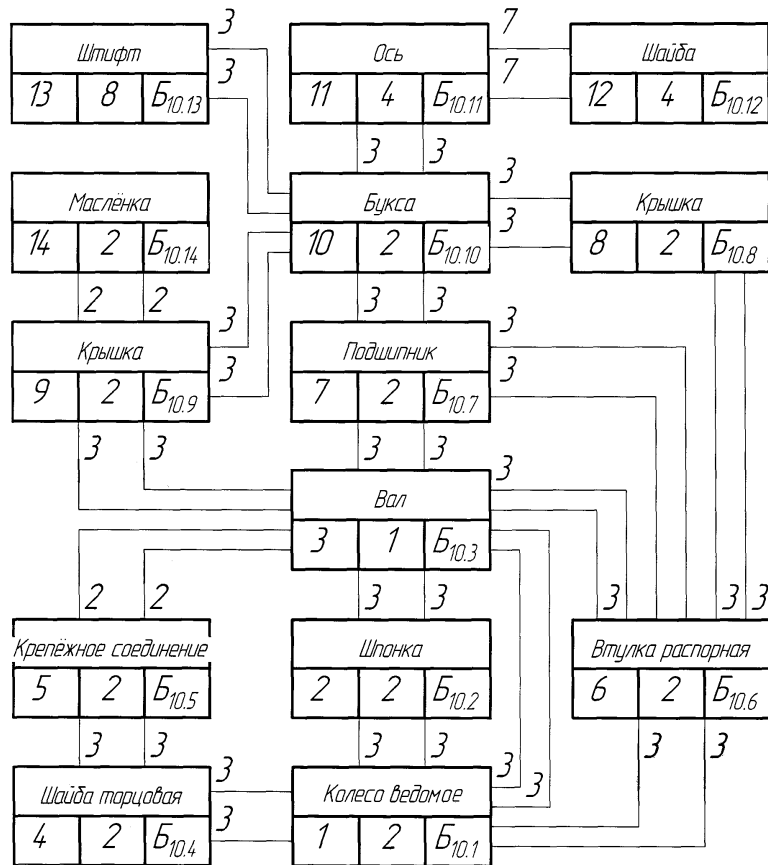 3 7
Штифт Ось Шайба
3 7
13 8 Б10.13 11 4 Б10.11 12 4 Б10.12
3 3
Маслёнка Букса 3 Крышка
3
14 2 Б10.14 10 2 Б10.10 8 2 Б10.8
2 2 3 3 3
Крышка 3 Подшипник 3
3 3
9 2 Б10.9 7 2 Б10.7
3 3 3 3
Вал 3
3 1 Б10.3
2 2 3 3 3 3 3
Крепёжное соединение Шпонка Втулка распорная
5 2 Б10.5 2 2 Б10.2 6 2 Б10.6
3 3 3 3 3 3
Шайба торцовая 3 Колесо ведомое 3 3
3
4 2 Б10.4 1 2 Б10.1